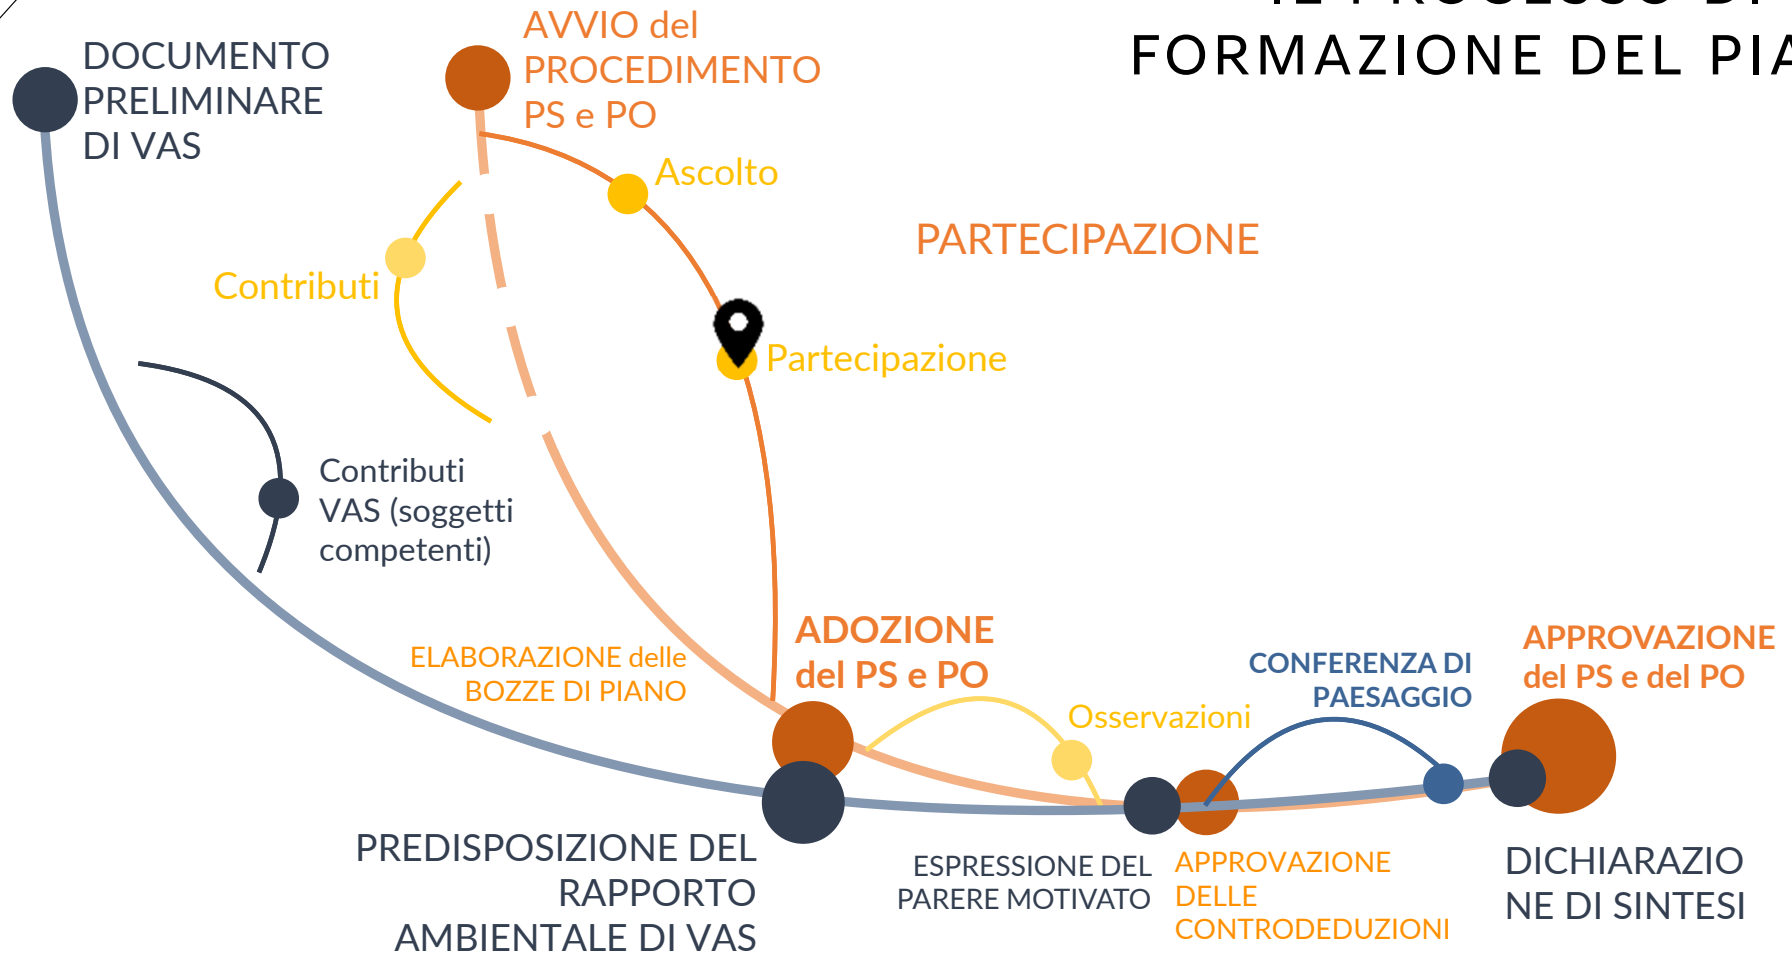 FORMAZIONE DEL PIA
DOCUMENTO
PRELIMINARE
DI VAS
AVVIO del
PROCEDIMENTO
PS e PO
Ascolto
PARTECIPAZIONE
Contributi
Partecipazione
Contributi
VAS (soggetti
competenti)
ELABORAZIONE delle
BOZZE DI PIANO
ADOZIONE
del PS e PO
Osservazioni
CONFERENZA DI
PAESAGGIO
APPROVAZIONE
del PS e del PO
PREDISPOSIZIONE DEL
RAPPORTO
AMBIENTALE DI VAS
ESPRESSIONE DEL
PARERE MOTIVATO
APPROVAZIONE
DELLE
CONTRODEDUZIONI
DICHIARAZIO
NE DI SINTESI